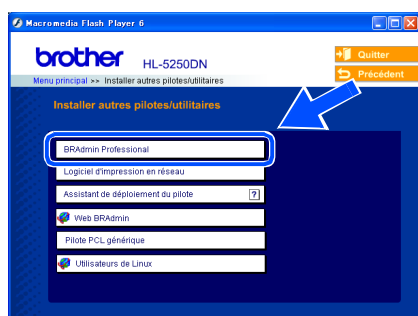 Macromedia Flash Player 6
brother
HL-5250DN
Quitter
Précédent
Menu principal >> Installer autres pilotes/utilitaires
Installer autres pilotes/utilitaires
BRAdmin Professional
Logiciel d'impression en réseau
Assistant de déploiement du pilote ?
Web BRAdmin
Pilote PCL générique
Utilisateurs de Linux